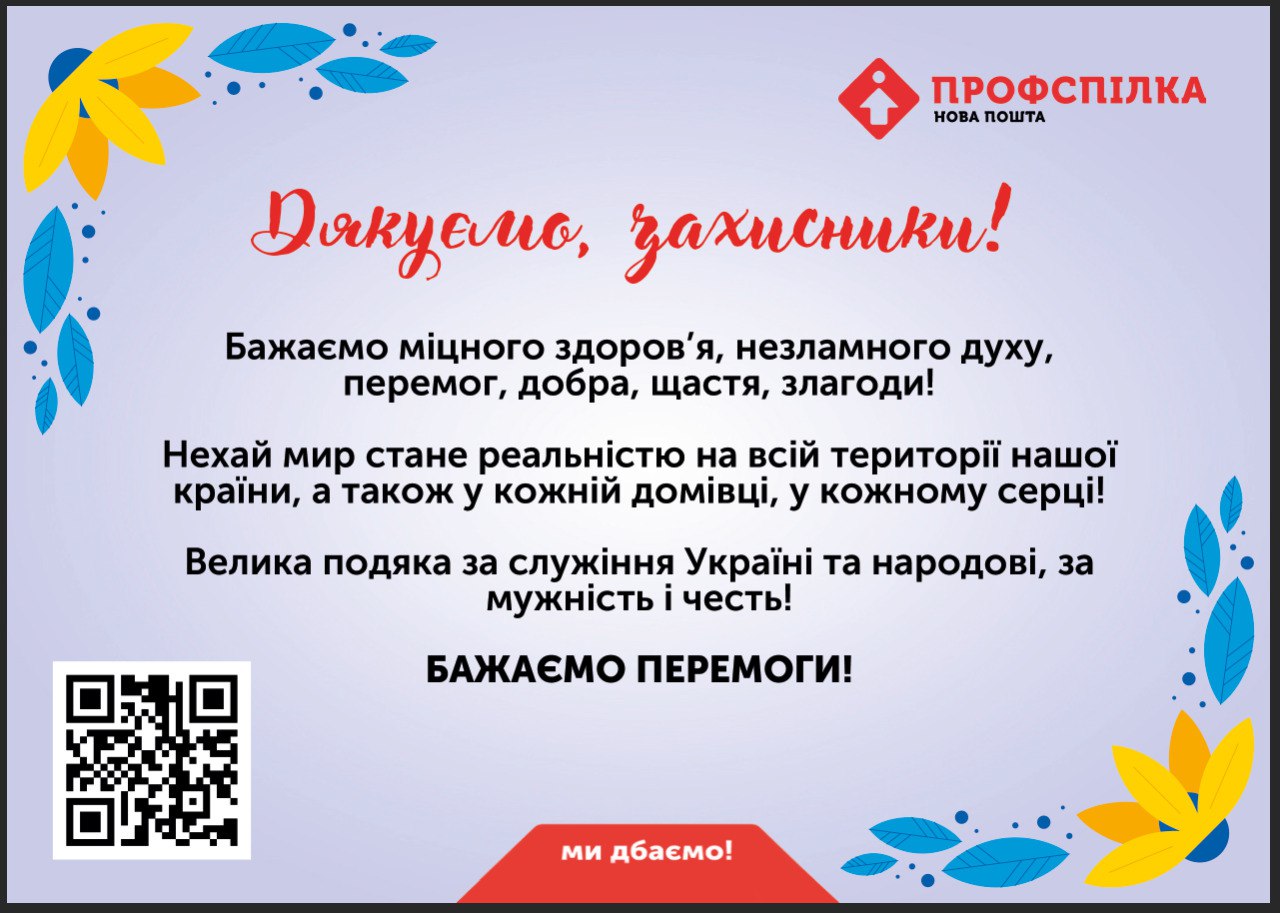 ПРОФСПІЛКА
НОВА ПОШТА
Дякуємо, захисники!
Бажаємо міцного здоров’я, незламного духу,
перемог, добра, щастя, злагоди!
Нехай мир стане реальністю на всій території нашої
країни, а також у кожній домівці, у кожному серці!
Велика подяка за служіння Україні та народові, за
мужність і честь!
БАЖАЄМО ПЕРЕМОГИ!
ми дбаємо!